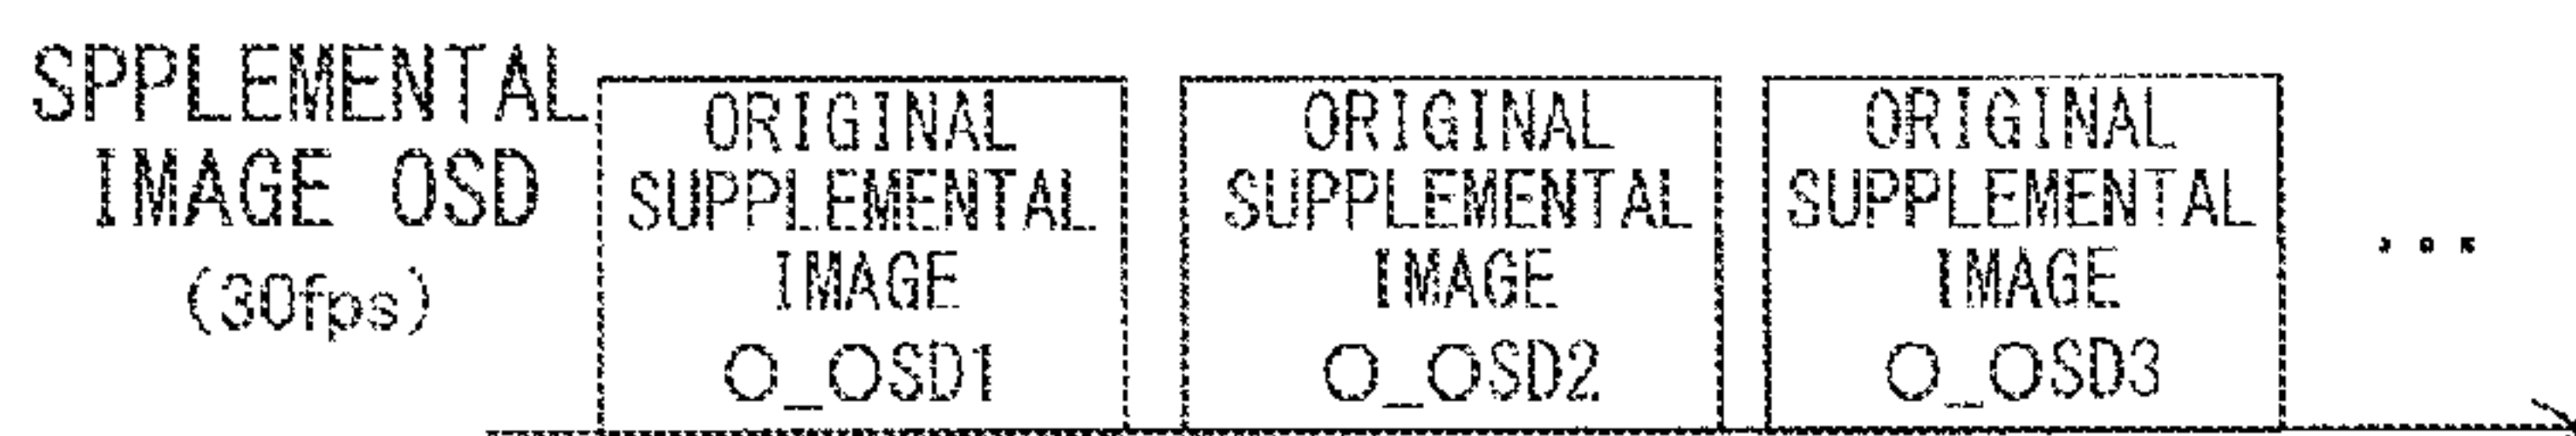 SPPLEMENTAL
IMAGE OSD
(30fps)
ORIGINAL
SUPPLEMENTAL
IMAGE
O_OSD1
ORIGINAL
SUPPLEMENTAL
IMAGE
O_OSD2
ORIGINAL
SUPPLEMENTAL
IMAGE
O_OSD3
...